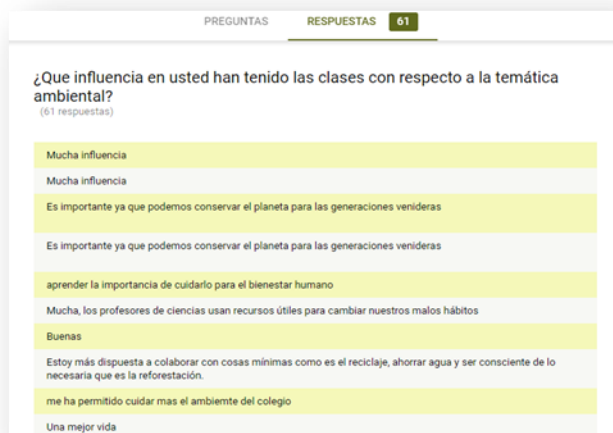 PREGUNTAS RESPUESTAS 61
¿Que influencia en usted han tenido las clases con respecto a la temática
ambiental?
(61 respuestas)
Mucha influencia
Mucha influencia
Es importante ya que podemos conservar el planeta para las generaciones venideras
Es importante ya que podemos conservar el planeta para las generaciones venideras
aprender la importancia de cuidarlo para el bienestar humano
Mucha, los profesores de ciencias usan recursos útiles para cambiar nuestros malos hábitos
Buenas
Estoy más dispuesta a colaborar con cosas mínimas como es el reciclaje, ahorrar agua y ser consciente de lo
necesaria que es la reforestación.
me ha permitido cuidar mas el ambiemte del colegio
Una mejor vida